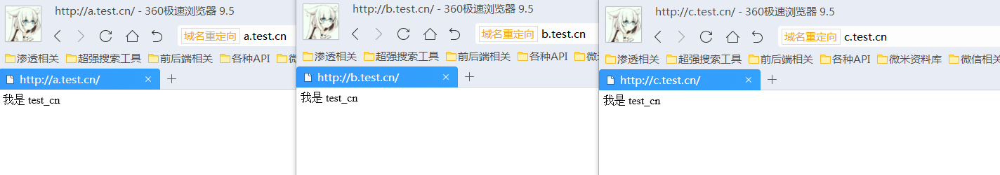 http://a.test.cn/ - 360极速浏览器 9.5
域名重定向 a.test.cn
渗透相关 超强搜索工具 前后端相关 各种API
http://a.test.cn/ × +
我是 test_cn
http://b.test.cn/ - 360极速浏览器 9.5
域名重定向 b.test.cn
渗透相关 超强搜索工具 前后端相关 各种API
http://b.test.cn/ × +
我是 test_cn
http://c.test.cn/ - 360极速浏览器 9.5
域名重定向 c.test.cn
渗透相关 超强搜索工具 前后端相关 各种API 微米资料库 微信相关
http://c.test.cn/ × +
我是 test_cn